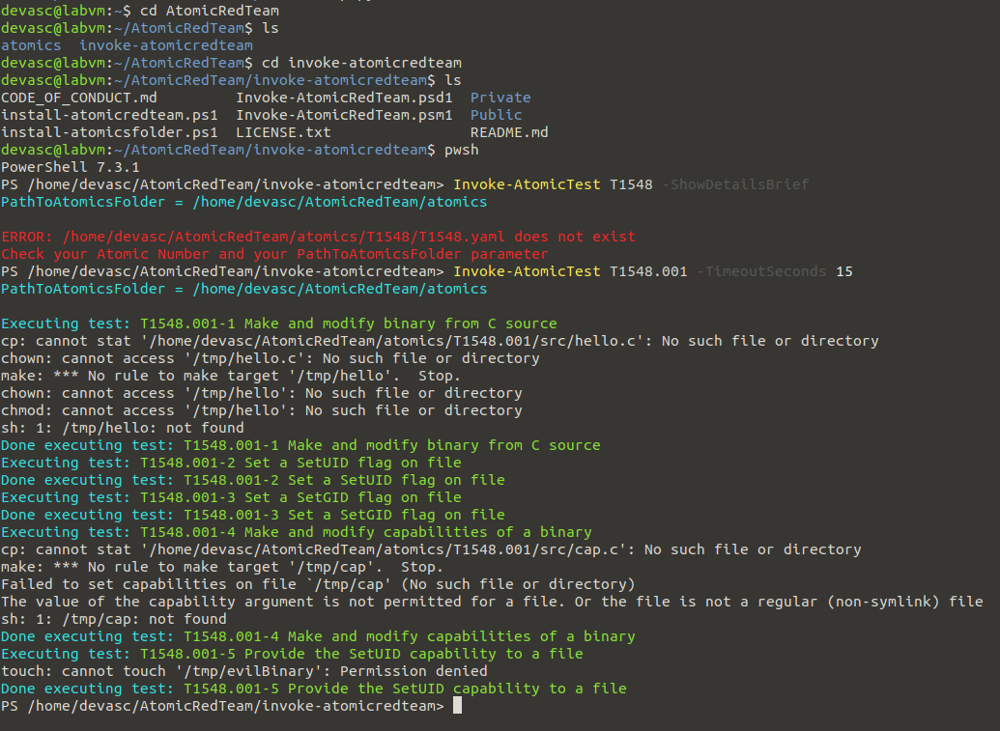 devasc@labvm:~$ cd AtomicRedTeam
devasc@labvm:~/AtomicRedTeam$ ls
atomics  invoke-atomicredteam
devasc@labvm:~/AtomicRedTeam$ cd invoke-atomicredteam
devasc@labvm:~/AtomicRedTeam/invoke-atomicredteam$ ls
CODE_OF_CONDUCT.md         Invoke-AtomicRedTeam.psd1  Private
install-atomicredteam.ps1  Invoke-AtomicRedTeam.psm1  Public
install-atomicsfolder.ps1  LICENSE.txt                README.md
devasc@labvm:~/AtomicRedTeam/invoke-atomicredteam$ pwsh
PowerShell 7.3.1
PS /home/devasc/AtomicRedTeam/invoke-atomicredteam> Invoke-AtomicTest T1548 -ShowDetailsBrief
PathToAtomicsFolder = /home/devasc/AtomicRedTeam/atomics
ERROR: /home/devasc/AtomicRedTeam/atomics/T1548/T1548.yaml does not exist
Check your Atomic Number and your PathToAtomicsFolder parameter
PS /home/devasc/AtomicRedTeam/invoke-atomicredteam> Invoke-AtomicTest T1548.001 -TimeoutSeconds 15
PathToAtomicsFolder = /home/devasc/AtomicRedTeam/atomics
Executing test: T1548.001-1 Make and modify binary from C source
cp: cannot stat '/home/devasc/AtomicRedTeam/atomics/T1548.001/src/hello.c': No such file or directory
chown: cannot access '/tmp/hello.c': No such file or directory
make: *** No rule to make target '/tmp/hello'.  Stop.
chown: cannot access '/tmp/hello': No such file or directory
chmod: cannot access '/tmp/hello': No such file or directory
sh: 1: /tmp/hello: not found
Done executing test: T1548.001-1 Make and modify binary from C source
Executing test: T1548.001-2 Set a SetUID flag on file
Done executing test: T1548.001-2 Set a SetUID flag on file
Executing test: T1548.001-3 Set a SetGID flag on file
Done executing test: T1548.001-3 Set a SetGID flag on file
Executing test: T1548.001-4 Make and modify capabilities of a binary
cp: cannot stat '/home/devasc/AtomicRedTeam/atomics/T1548.001/src/cap.c': No such file or directory
make: *** No rule to make target '/tmp/cap'.  Stop.
Failed to set capabilities on file `/tmp/cap' (No such file or directory)
The value of the capability argument is not permitted for a file. Or the file is not a regular (non-symlink) file
sh: 1: /tmp/cap: not found
Done executing test: T1548.001-4 Make and modify capabilities of a binary
Executing test: T1548.001-5 Provide the SetUID capability to a file
touch: cannot touch '/tmp/evilBinary': Permission denied
Done executing test: T1548.001-5 Provide the SetUID capability to a file
PS /home/devasc/AtomicRedTeam/invoke-atomicredteam>